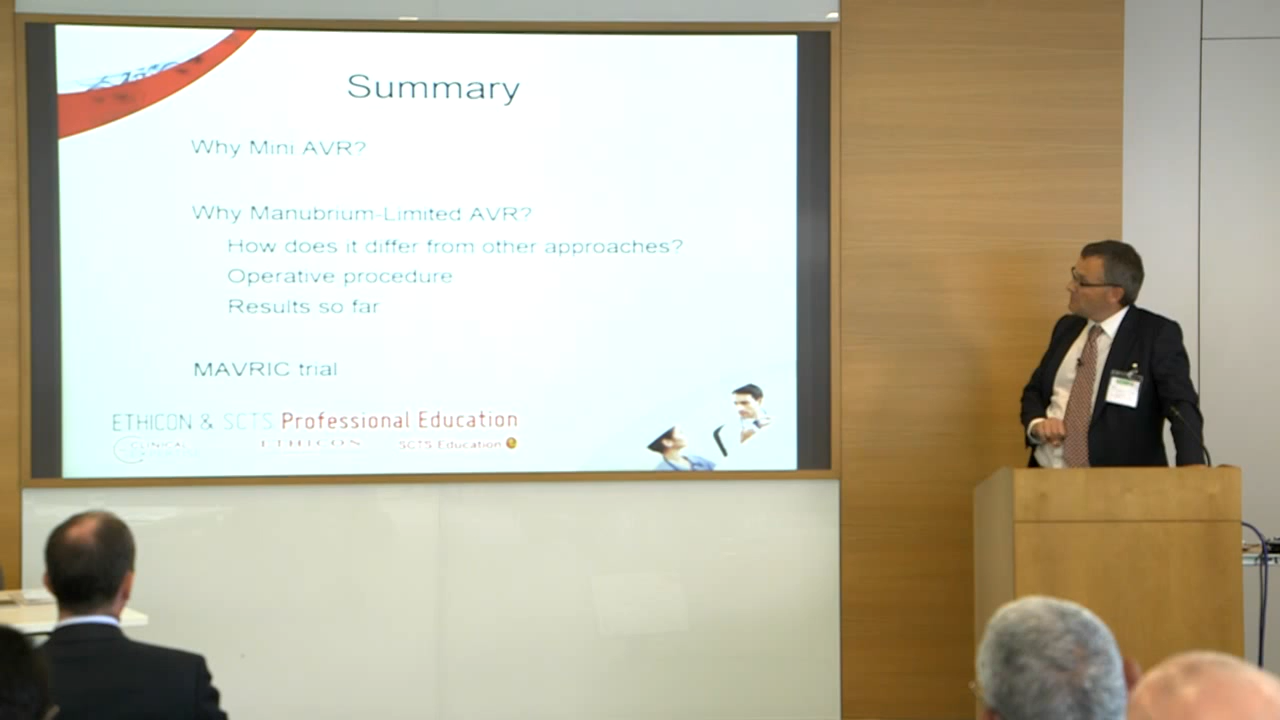 Summary
Why Mini AVR?
Why Manubrium-Limited AVR?
How does it differ from other approaches?
Operative procedure
Results so far
MAVRIC trial
ETHICON & SCTS Professional Education
CLINICAL
ETHICON
SCTS Education e